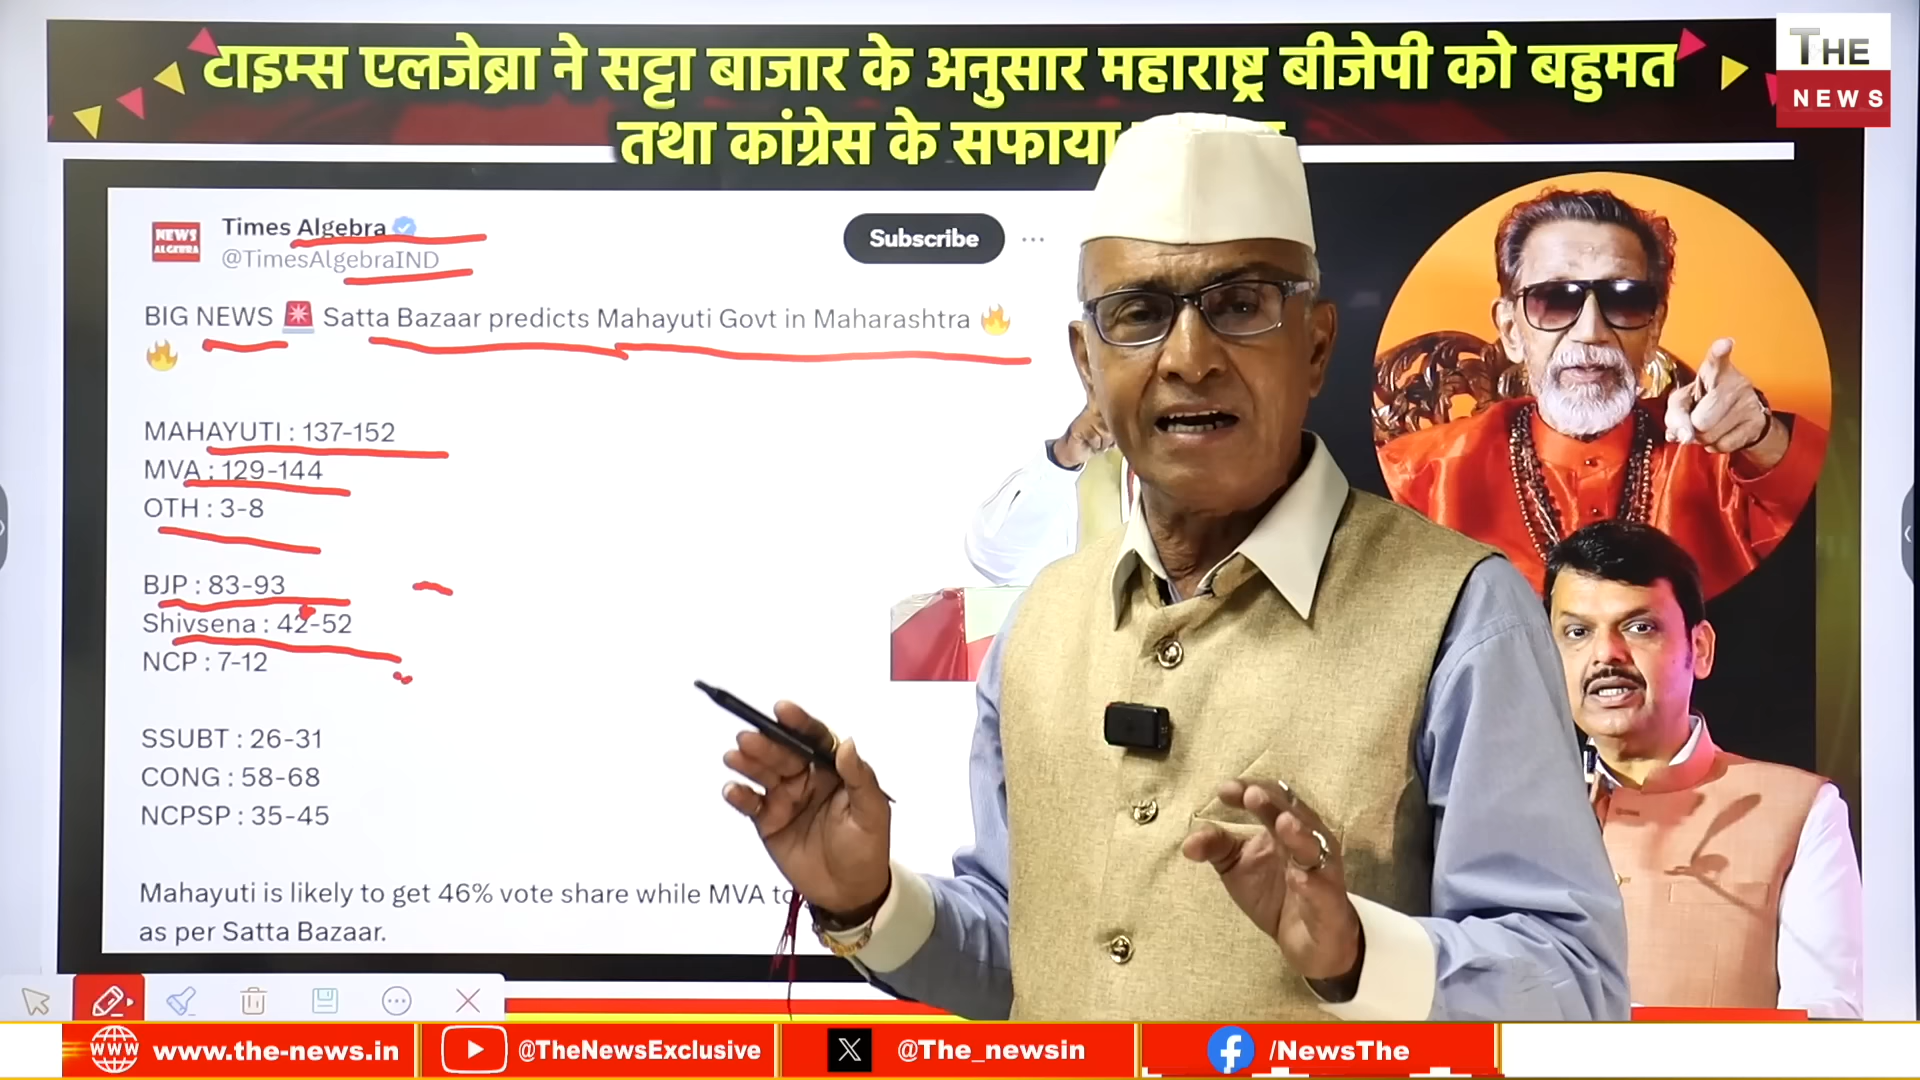 टाइम्स एलजेब्रा ने सट्टा बाजार के अनुसार महाराष्ट्र बीजेपी को बहुमत
तथा कांग्रेस के सफाया
THE
NEWS
NEWS
ALGEBRA
Times Algebra
@TimesAlgebraIND
Subscribe
BIG NEWS 🚨 Satta Bazaar predicts Mahayuti Govt in Maharashtra 🔥
🔥
MAHAYUTI : 137-152
MVA : 129-144
OTH : 3-8
BJP : 83-93
Shivsena : 42-52
NCP : 7-12
SSUBT : 26-31
CONG : 58-68
NCPSP : 35-45
Mahayuti is likely to get 46% vote share while MVA to
as per Satta Bazaar.
www www.the-news.in
@TheNewsExclusive
@The_newsin
/NewsThe